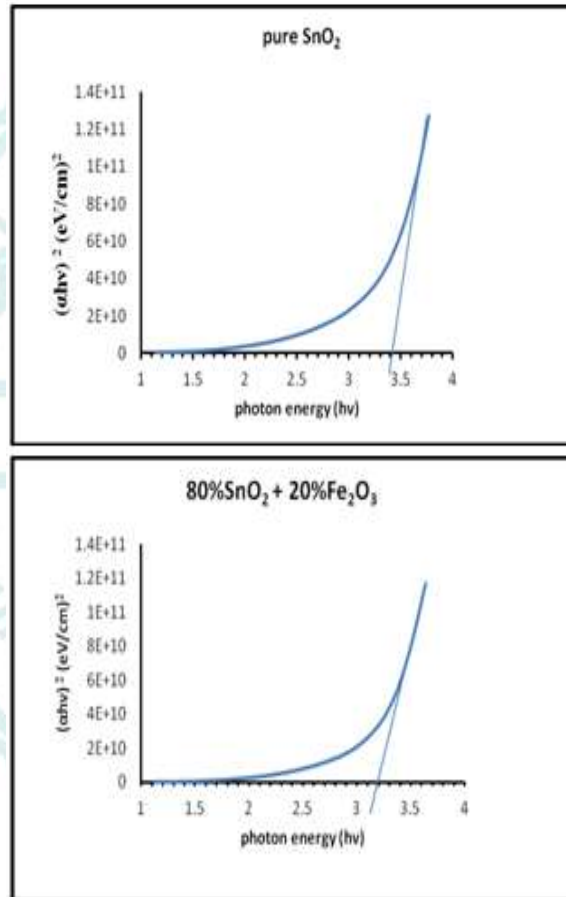 pure SnO₂
1.4E+11
1.2E+11
1E+11
8E+10
6E+10
4E+10
2E+10
0
(αhν)² (eV/cm)²
1 1.5 2 2.5 3 3.5 4
photon energy (hν)
80%SnO₂ + 20%Fe₂O₃
1.4E+11
1.2E+11
1E+11
8E+10
6E+10
4E+10
2E+10
0
(αhν)² (eV/cm)²
1 1.5 2 2.5 3 3.5 4
photon energy (hν)